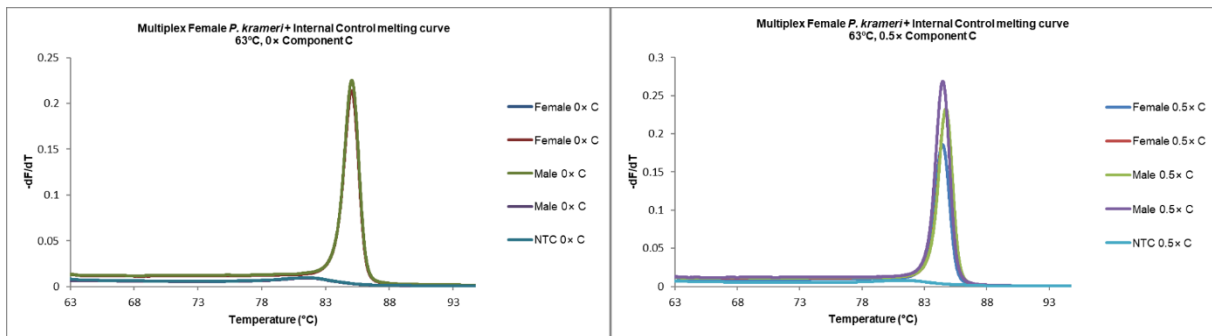 Multiplex Female P. krameri + Internal Control melting curve
63°C, 0× Component C
0.25
0.2
0.15
0.1
0.05
0
-dF/dT
63 68 73 78 83 88 93
Temperature (°C)
Female 0× C
Female 0× C
Male 0× C
Male 0× C
NTC 0× C
Multiplex Female P. krameri + Internal Control melting curve
63°C, 0.5× Component C
0.3
0.25
0.2
0.15
0.1
0.05
0
-dF/dT
63 68 73 78 83 88 93
Temperature (°C)
Female 0.5× C
Female 0.5× C
Male 0.5× C
Male 0.5× C
NTC 0.5× C